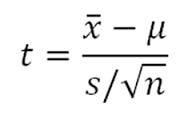 t = (x̄ − μ) / (s/√n)